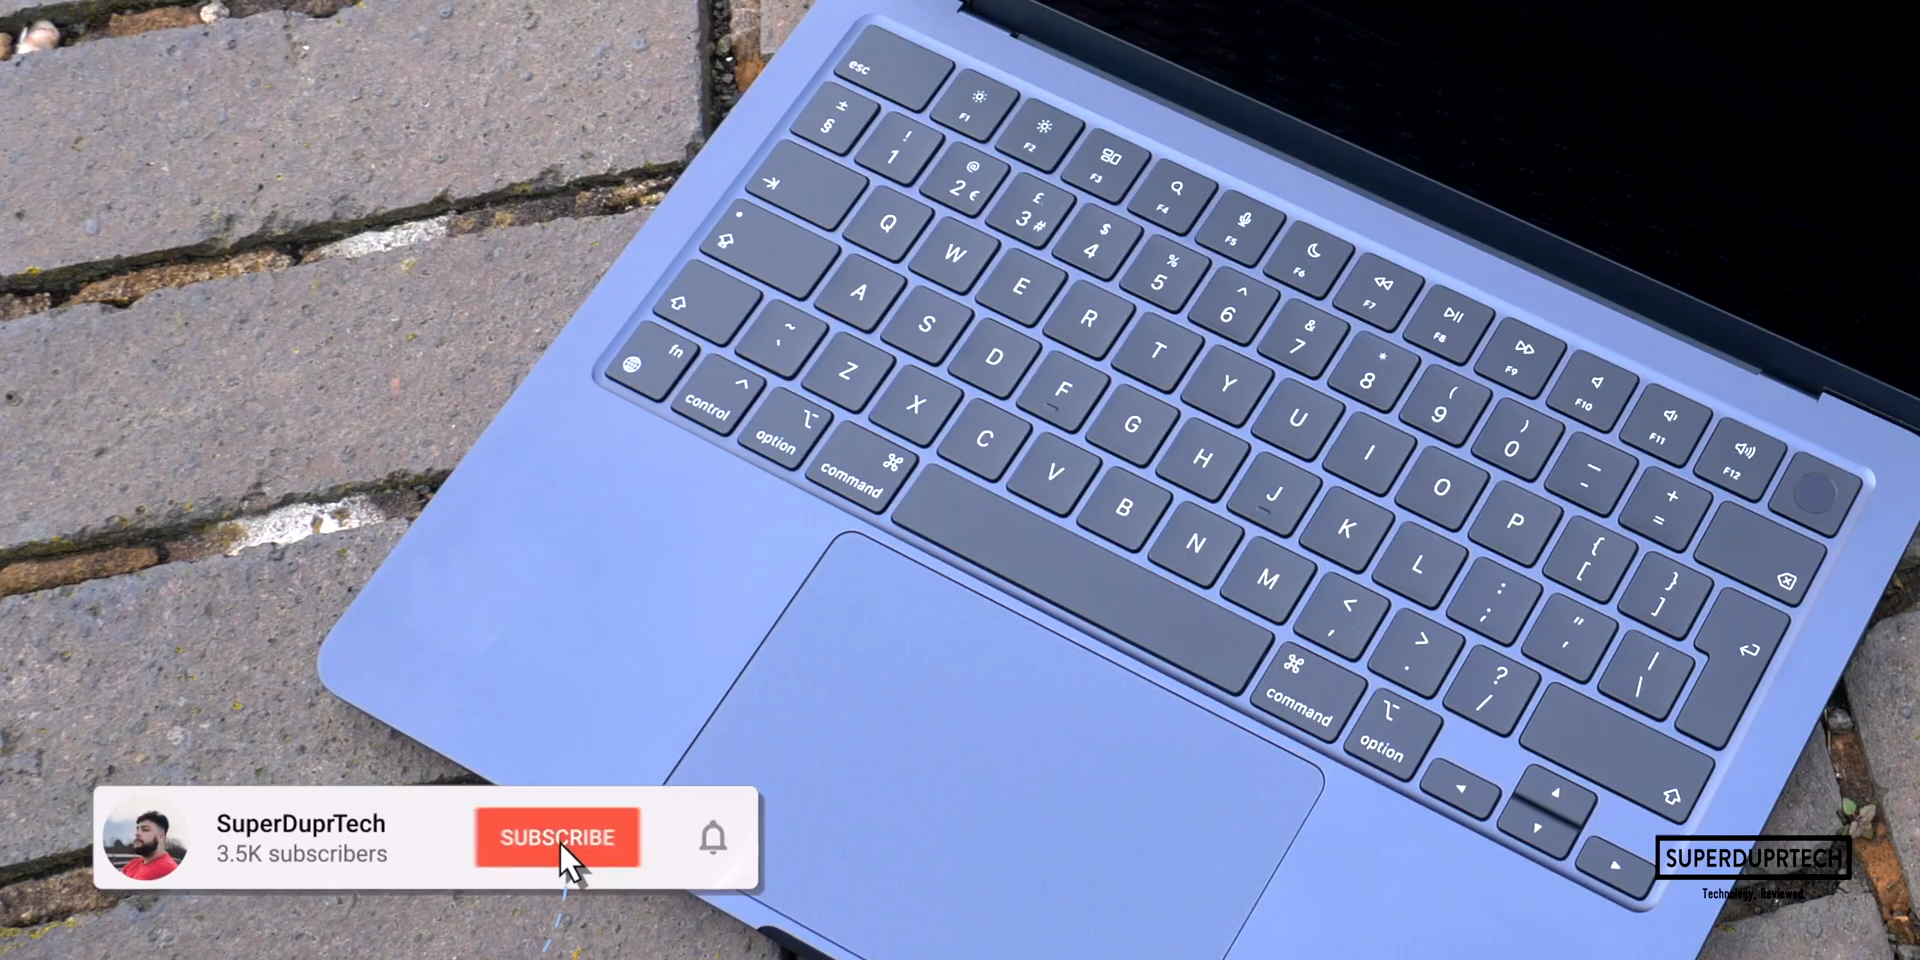 esc
F1
F2
F3
F4
F5
F6
F7
F8
F9
F10
F11
F12
±
§
!
1
@
2 €
£
3 #
$
4
%
5
^
6
&
7
*
8
(
9
)
0
_
-
+
=
Q
W
E
R
T
Y
U
I
O
P
{
[
}
]
A
S
D
F
G
H
J
K
L
:
;
"
'
|
\
~
`
Z
X
C
V
B
N
M
<
,
>
.
?
/
fn
^
control
⌥
option
⌘
command
⌘
command
⌥
option
SuperDuprTech
3.5K subscribers
SUBSCRIBE
SUPERDUPRTECH
Technology, Reviewed.